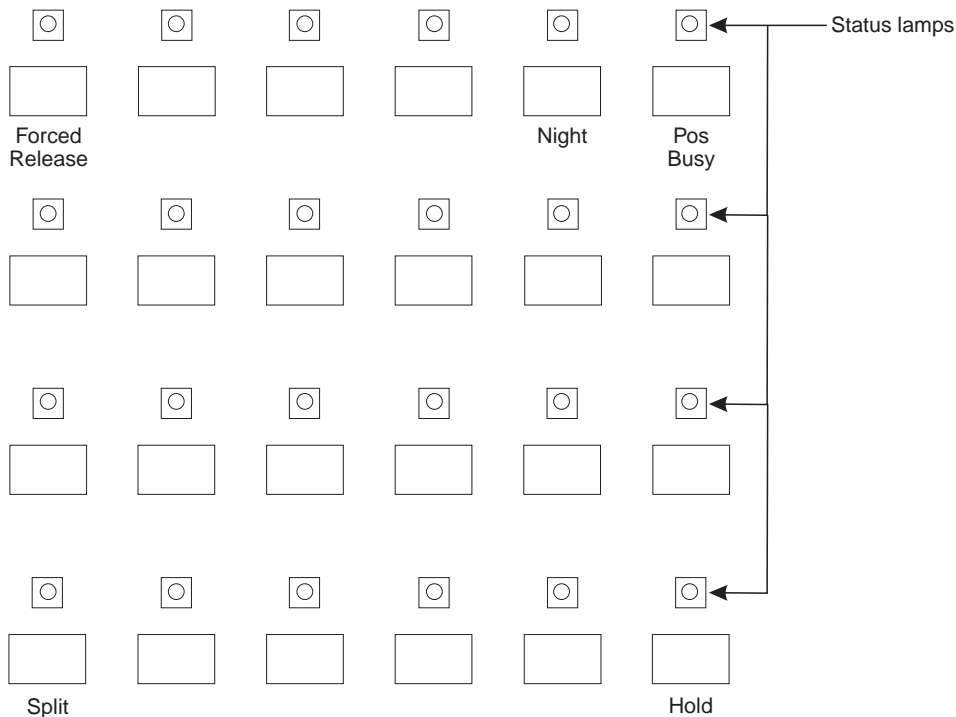 Status lamps
Forced
Release
Night
Pos
Busy
Split
Hold